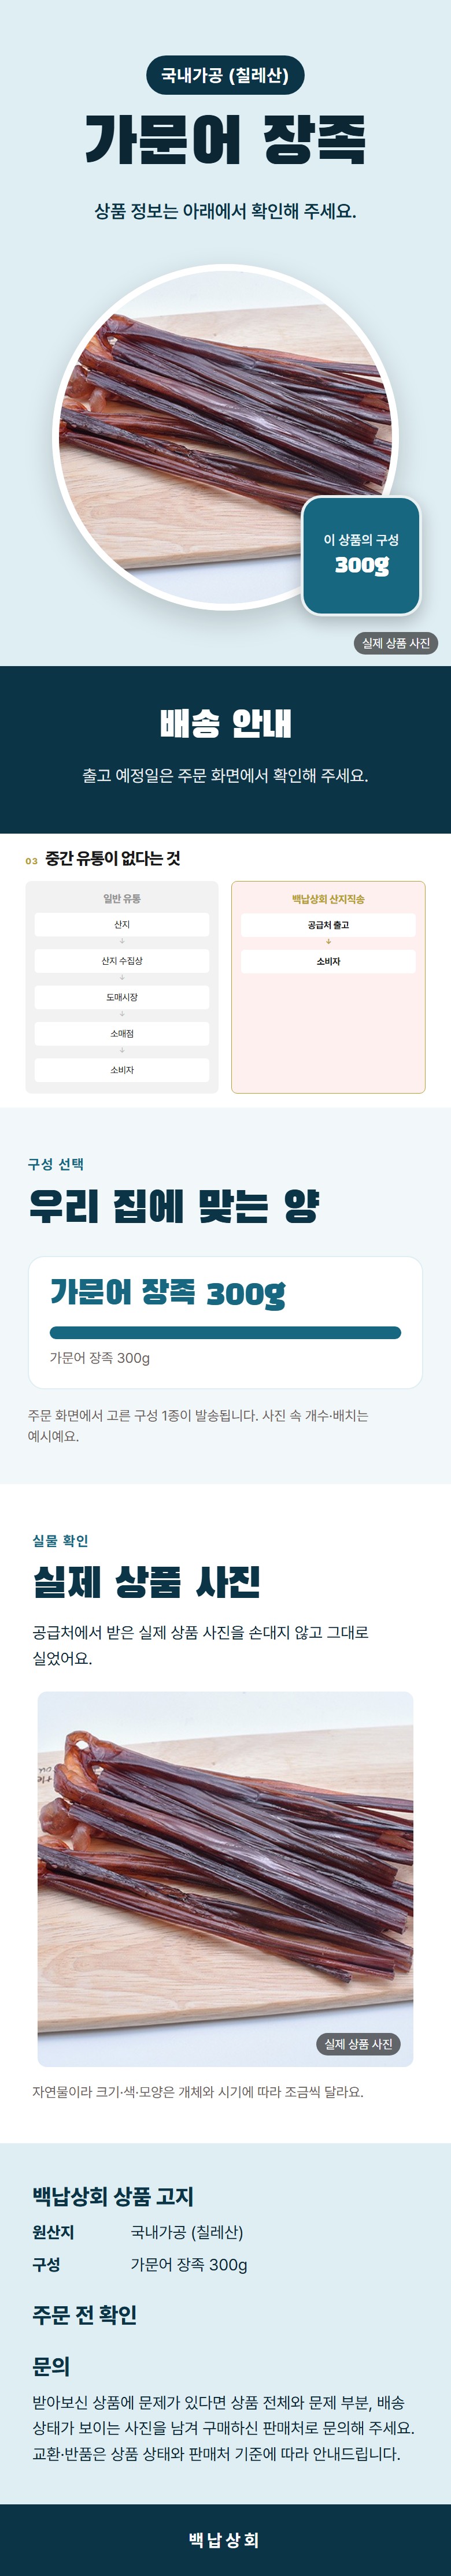 국내가공 (칠레산)
가문어 장족
상품 정보는 아래에서 확인해 주세요.
이 상품의 구성
300g
실제 상품 사진
배송 안내
출고 예정일은 주문 화면에서 확인해 주세요.
03 중간 유통이 없다는 것
일반 유통
산지
↓
산지 수집상
↓
도매시장
↓
소매점
↓
소비자
백납상회 산지직송
공급처 출고
↓
소비자
구성 선택
우리 집에 맞는 양
가문어 장족 300g
가문어 장족 300g
주문 화면에서 고른 구성 1종이 발송됩니다. 사진 속 개수·배치는
예시예요.
실물 확인
실제 상품 사진
공급처에서 받은 실제 상품 사진을 손대지 않고 그대로
실었어요.
실제 상품 사진
자연물이라 크기·색·모양은 개체와 시기에 따라 조금씩 달라요.
백납상회 상품 고지
원산지 국내가공 (칠레산)
구성 가문어 장족 300g
주문 전 확인
문의
받아보신 상품에 문제가 있다면 상품 전체와 문제 부분, 배송
상태가 보이는 사진을 남겨 구매하신 판매처로 문의해 주세요.
교환·반품은 상품 상태와 판매처 기준에 따라 안내드립니다.
백납상회